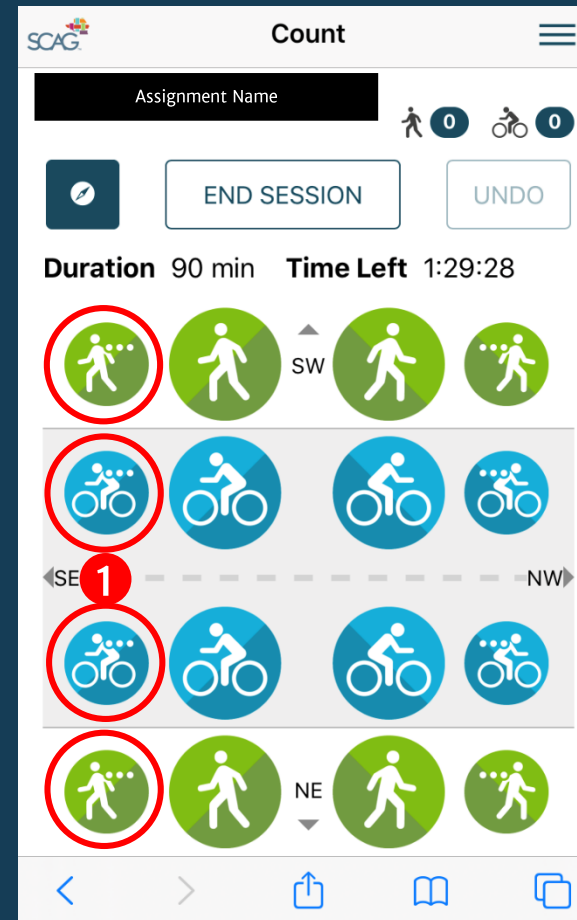 SCAG
Count
Assignment Name
0 0
END SESSION UNDO
Duration 90 min Time Left 1:29:28
SW
SE 1 NW
NE